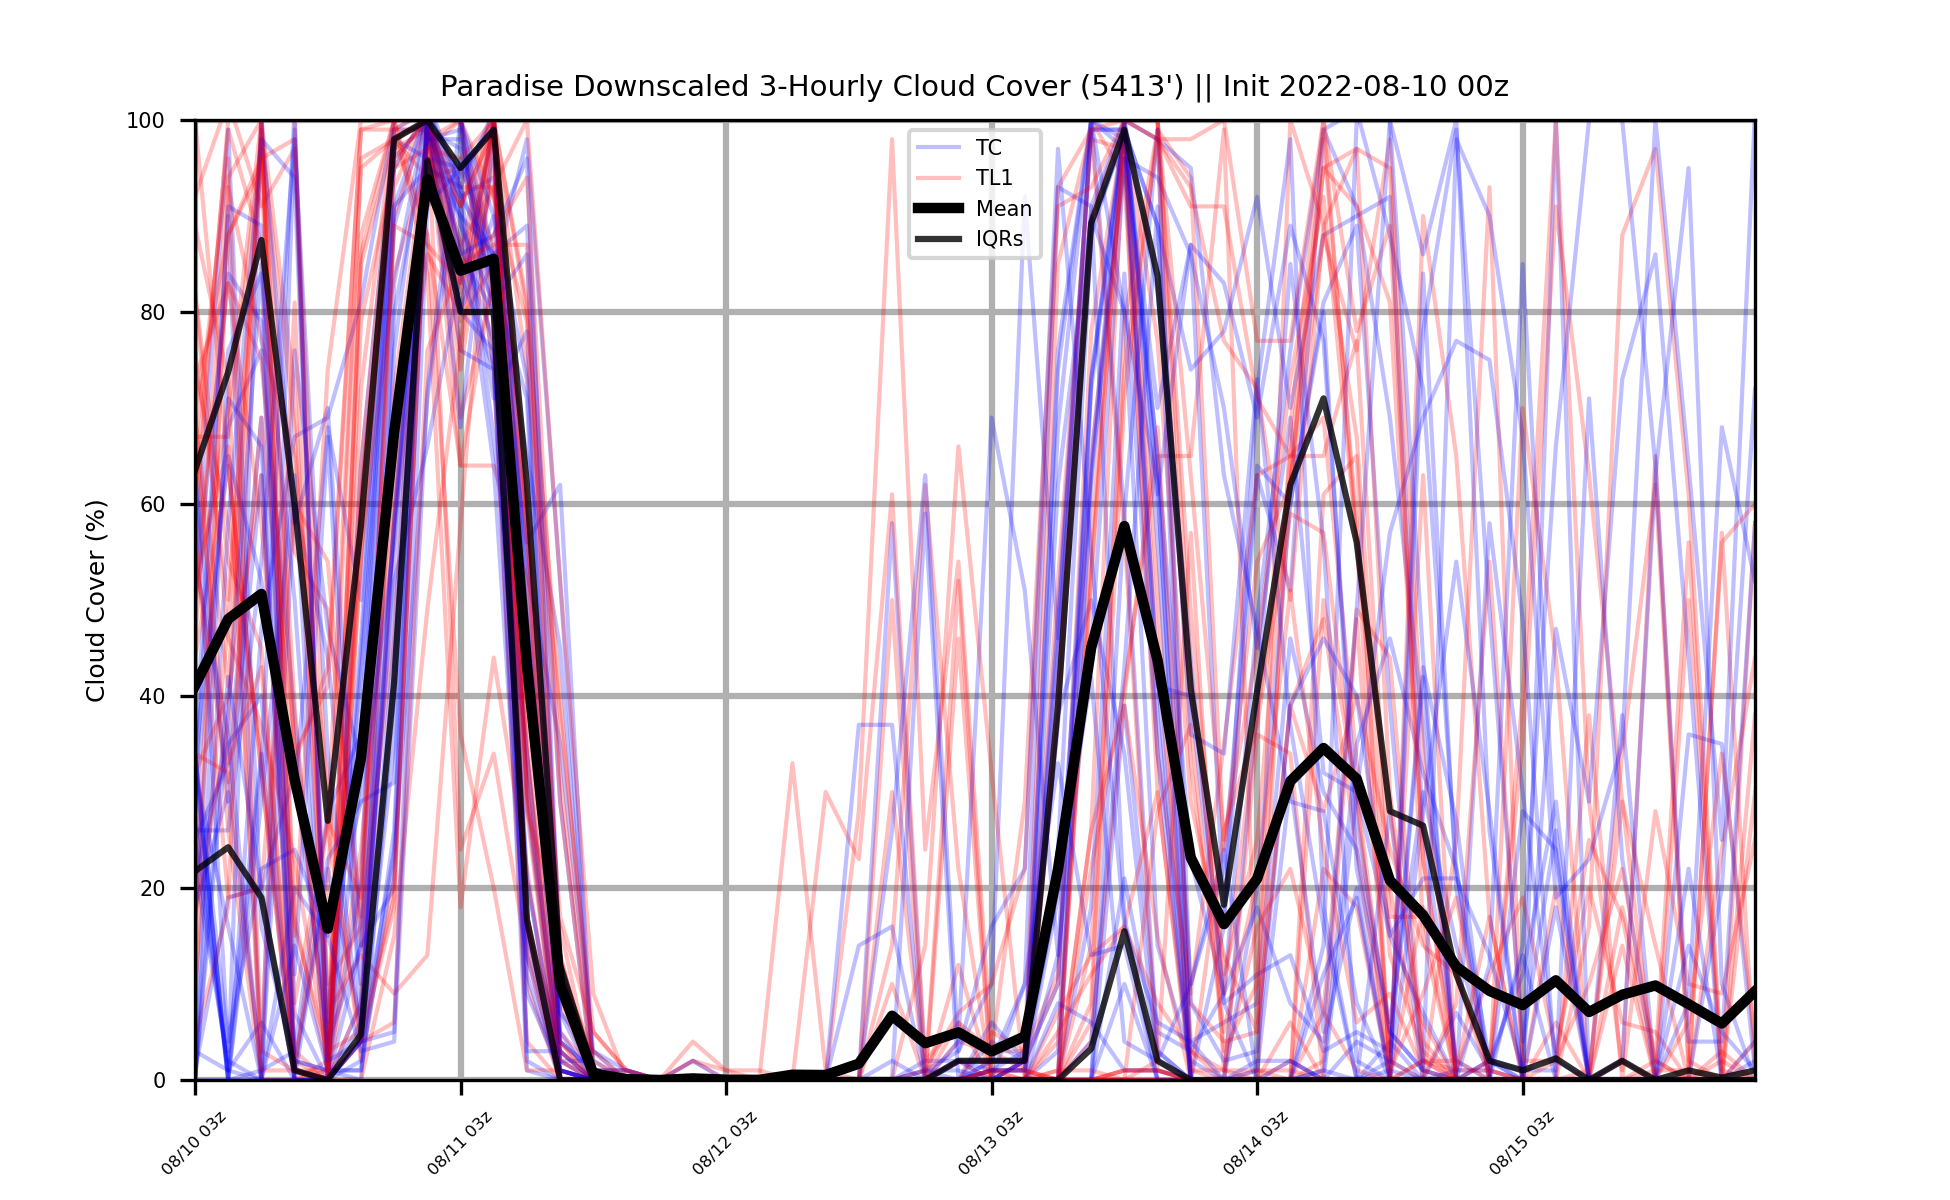 Paradise Downscaled 3-Hourly Cloud Cover (5413') || Init 2022-08-10 00z
100
80
60
40
20
0
Cloud Cover (%)
TC
TL1
Mean
IQRs
08/10 03z
08/11 03z
08/12 03z
08/13 03z
08/14 03z
08/15 03z